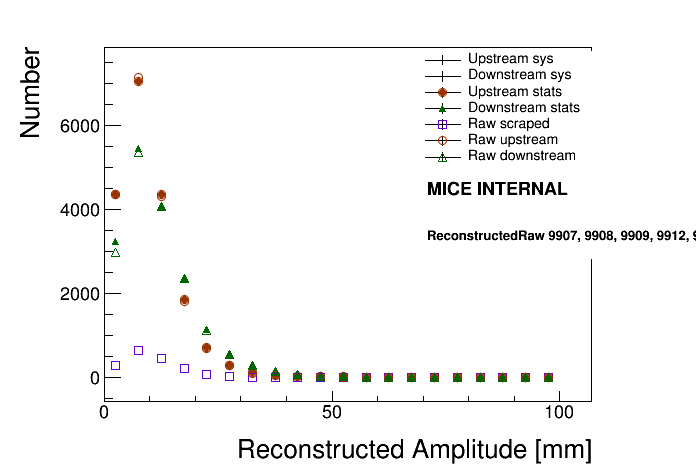 Number
6000
4000
2000
0
0
50
100
Reconstructed Amplitude [mm]
Upstream sys
Downstream sys
Upstream stats
Downstream stats
Raw scraped
Raw upstream
Raw downstream
MICE INTERNAL
ReconstructedRaw 9907, 9908, 9909, 9912,